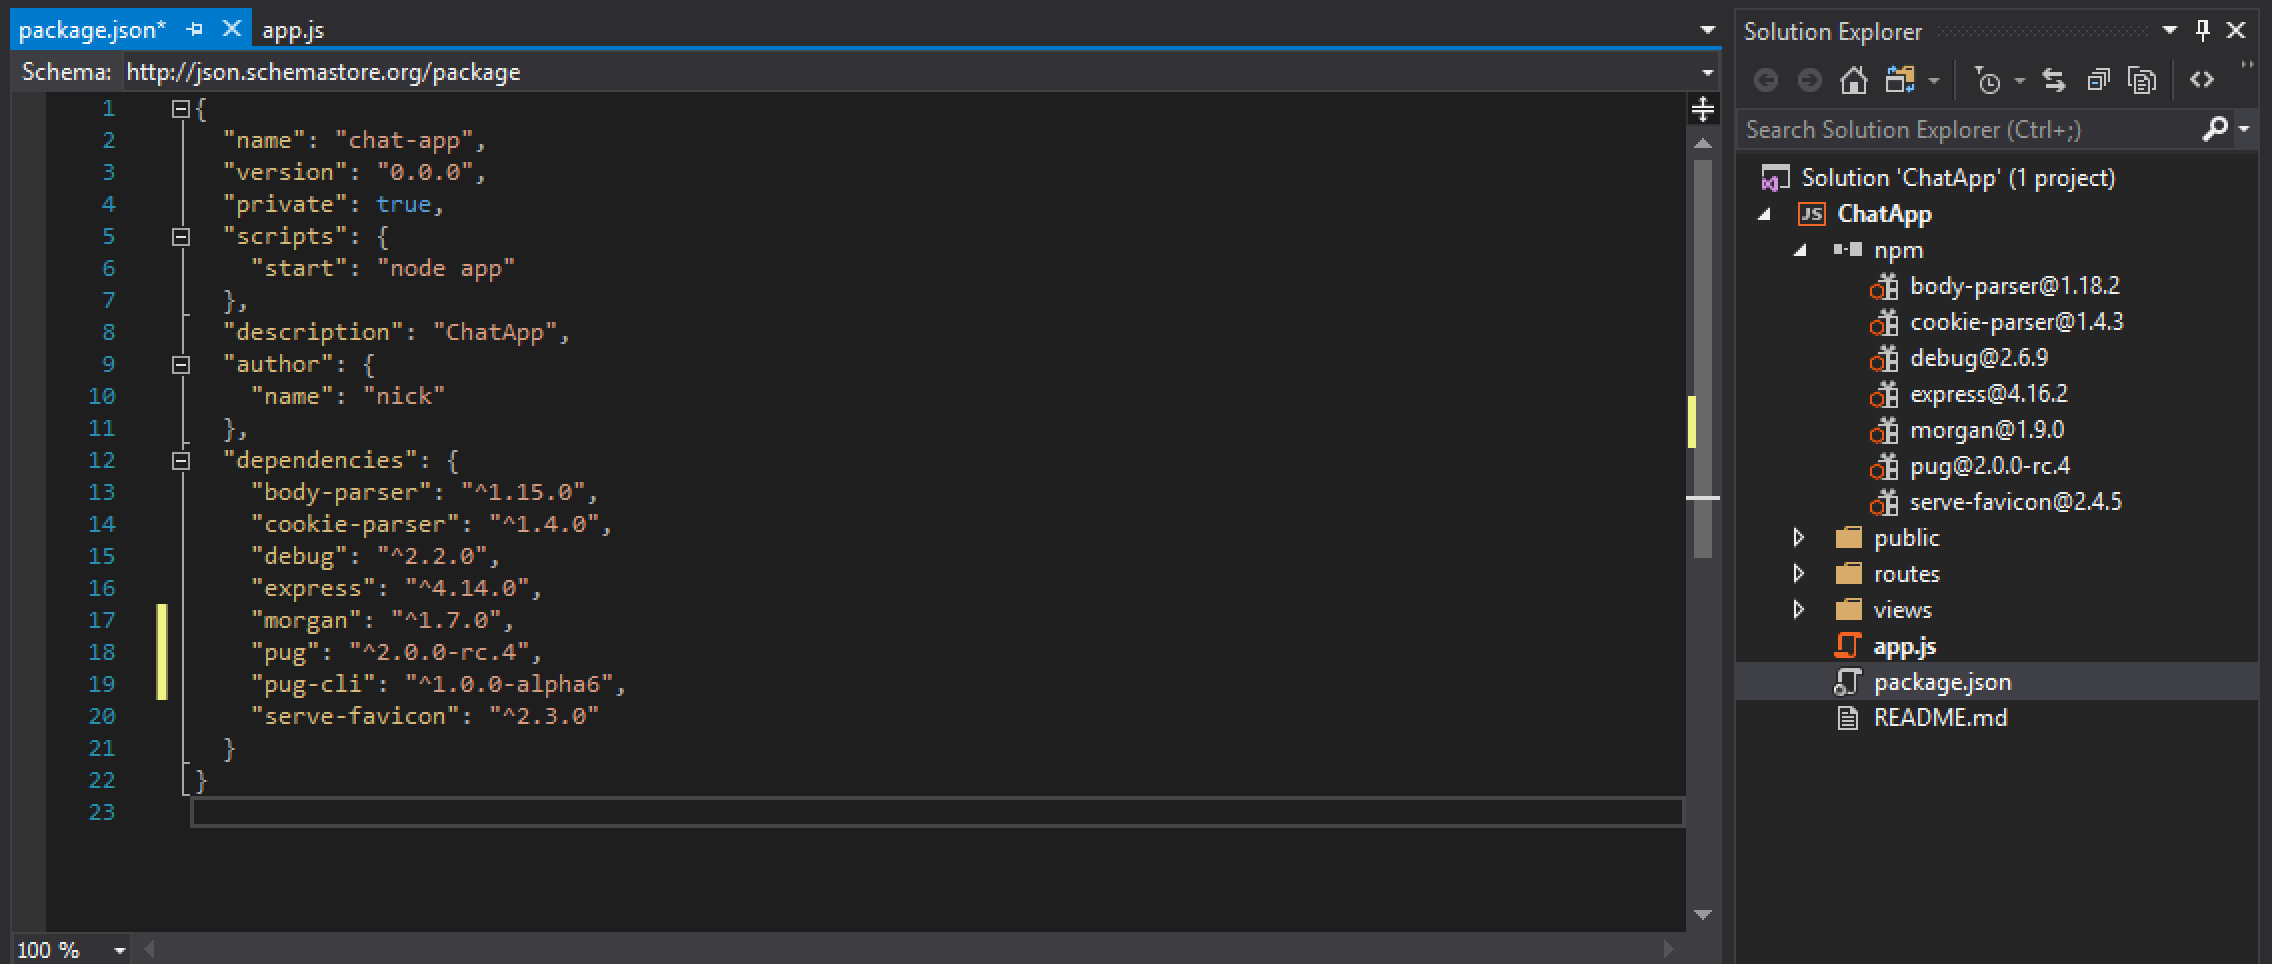 package.json*
app.js
Schema: http://json.schemastore.org/package
1 {
2 "name": "chat-app",
3 "version": "0.0.0",
4 "private": true,
5 "scripts": {
6 "start": "node app"
7 },
8 "description": "ChatApp",
9 "author": {
10 "name": "nick"
11 },
12 "dependencies": {
13 "body-parser": "^1.15.0",
14 "cookie-parser": "^1.4.0",
15 "debug": "^2.2.0",
16 "express": "^4.14.0",
17 "morgan": "^1.7.0",
18 "pug": "^2.0.0-rc.4",
19 "pug-cli": "^1.0.0-alpha6",
20 "serve-favicon": "^2.3.0"
21 }
22 }
23
100 %
Solution Explorer
Search Solution Explorer (Ctrl+;)
Solution 'ChatApp' (1 project)
JS ChatApp
npm
body-parser@1.18.2
cookie-parser@1.4.3
debug@2.6.9
express@4.16.2
morgan@1.9.0
pug@2.0.0-rc.4
serve-favicon@2.4.5
public
routes
views
app.js
package.json
README.md